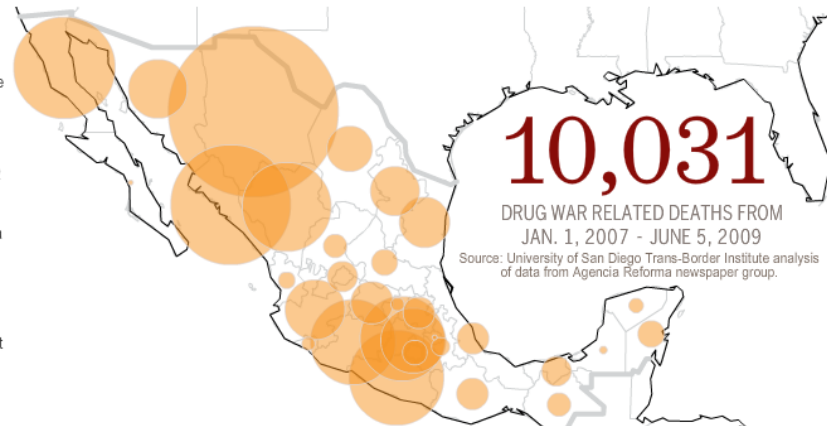 10,031
DRUG WAR RELATED DEATHS FROM
JAN. 1, 2007 - JUNE 5, 2009
Source: University of San Diego Trans-Border Institute analysis
of data from Agencia Reforma newspaper group.